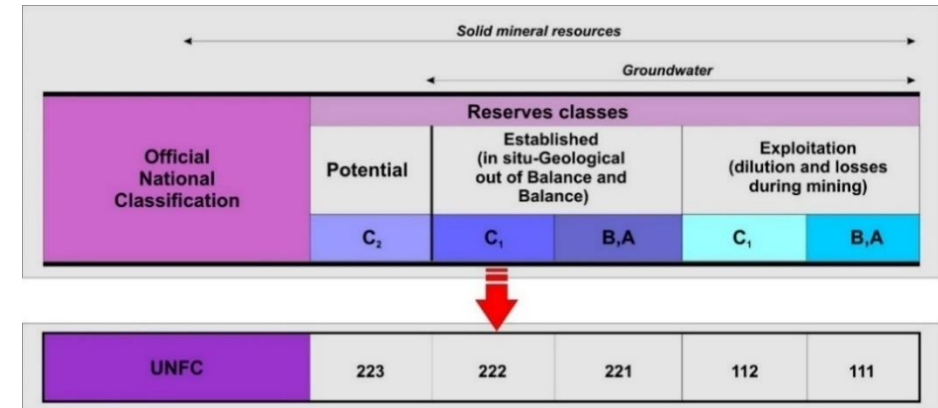 Solid mineral resources
Groundwater
Official
National
Classification
Reserves classes
Potential
Established
(in situ-Geological
out of Balance and
Balance)
Exploitation
(dilution and losses
during mining)
C₂
C₁
B,A
C₁
B,A
UNFC
223
222
221
112
111